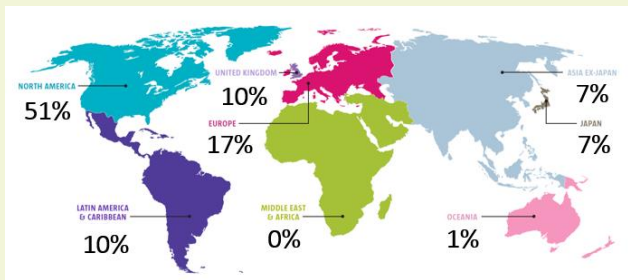 NORTH AMERICA
51%
UNITED KINGDOM
10%
EUROPE
17%
ASIA EX-JAPAN
7%
JAPAN
7%
LATIN AMERICA
& CARIBBEAN
10%
MIDDLE EAST
& AFRICA
0%
OCEANIA
1%